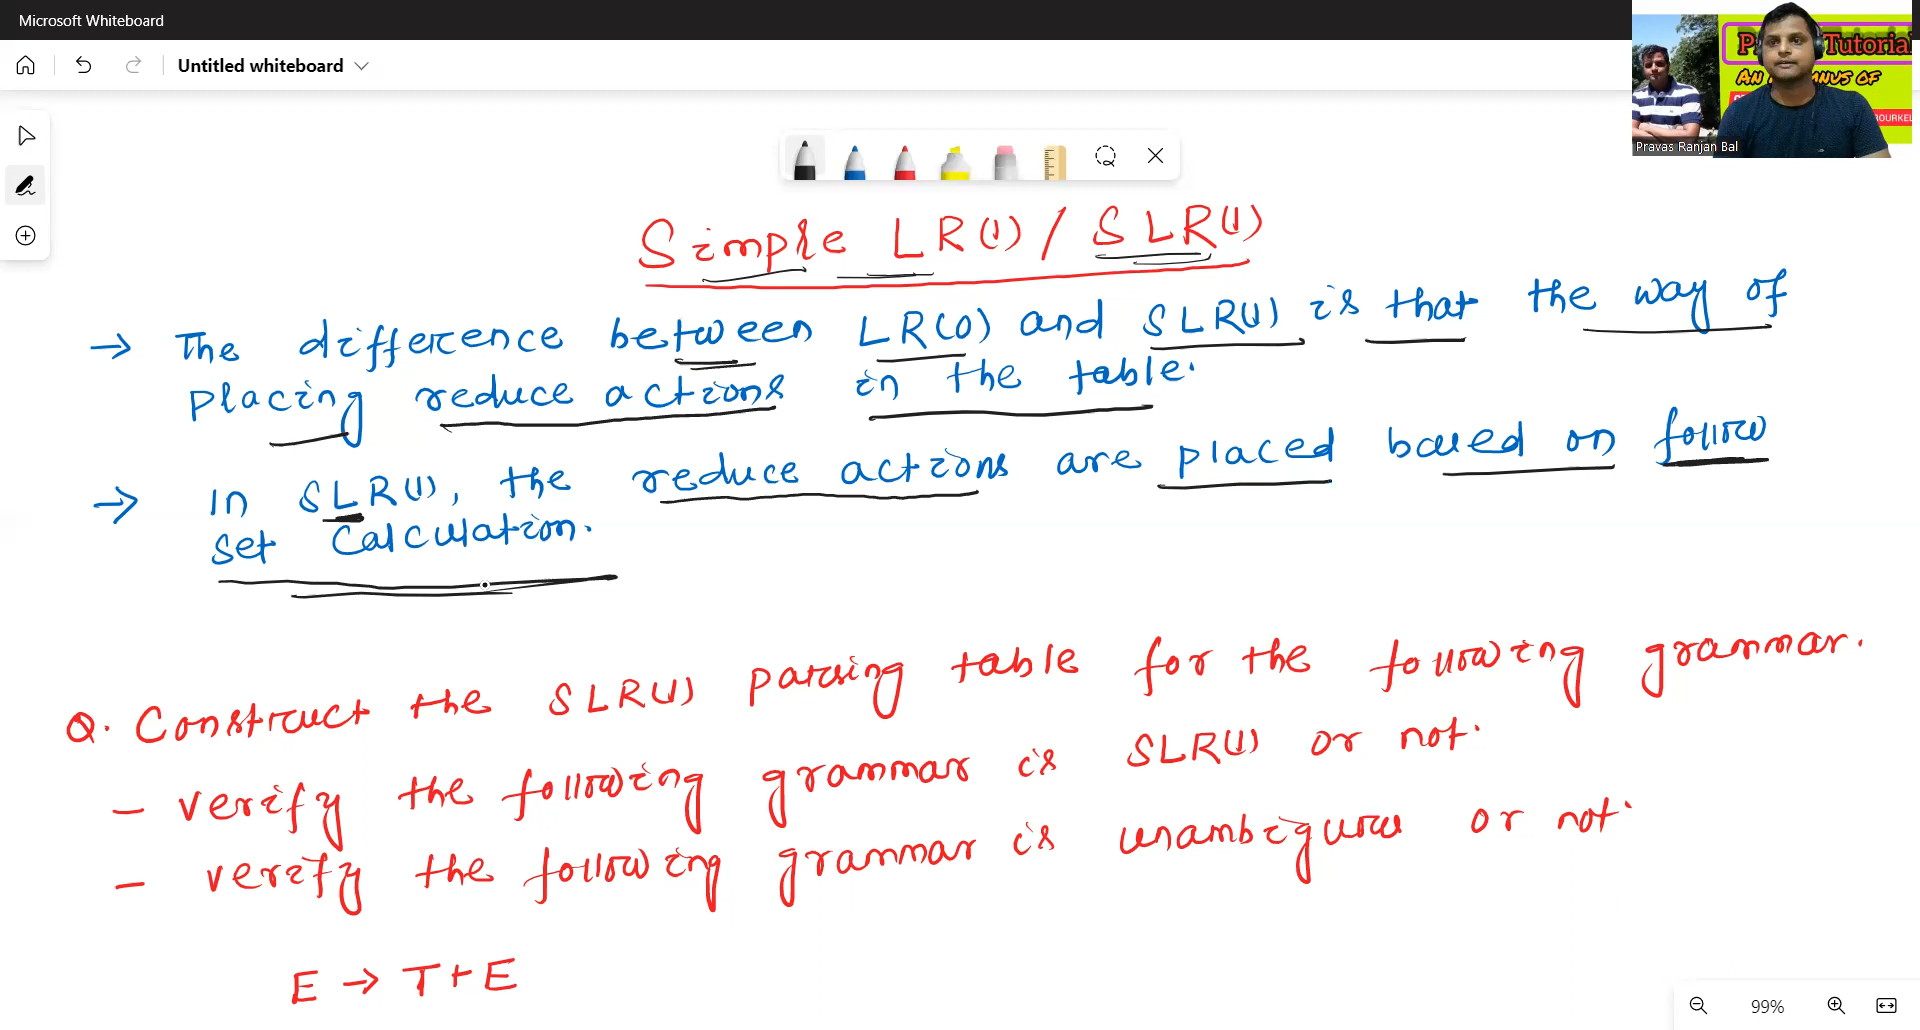 Microsoft Whiteboard
Untitled whiteboard
Tutorial
AN
OF
Pravas Ranjan Bal
Simple LR(1) / SLR(1)
→ The difference between LR(0) and SLR(1) is that the way of
placing reduce actions in the table.
→ In SLR(1), the reduce actions are placed based on follow
set calculation.
Q. Construct the SLR(1) parsing table for the following grammar.
- verify the following grammar is SLR(1) or not.
- verify the following grammar is unambiguous or not.
E → T+E
99%